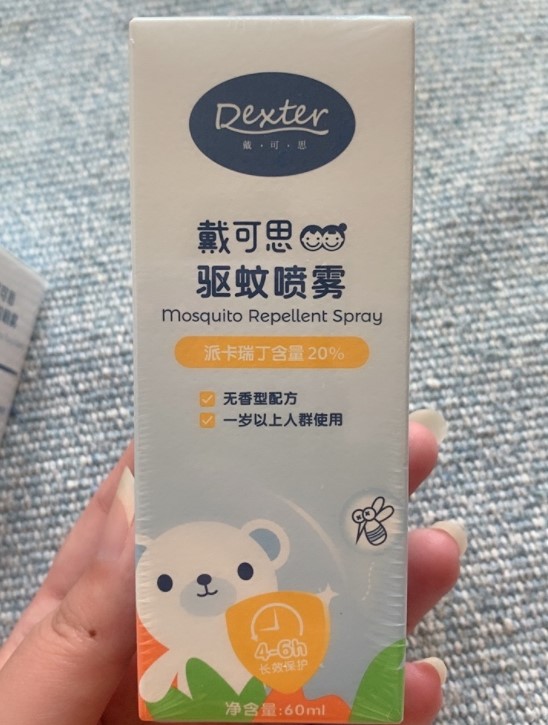 Dexter
戴·可·思
戴可思
驱蚊喷雾
Mosquito Repellent Spray
派卡瑞丁含量20%
无香型配方
一岁以上人群使用
4-6h
长效保护
净含量:60ml